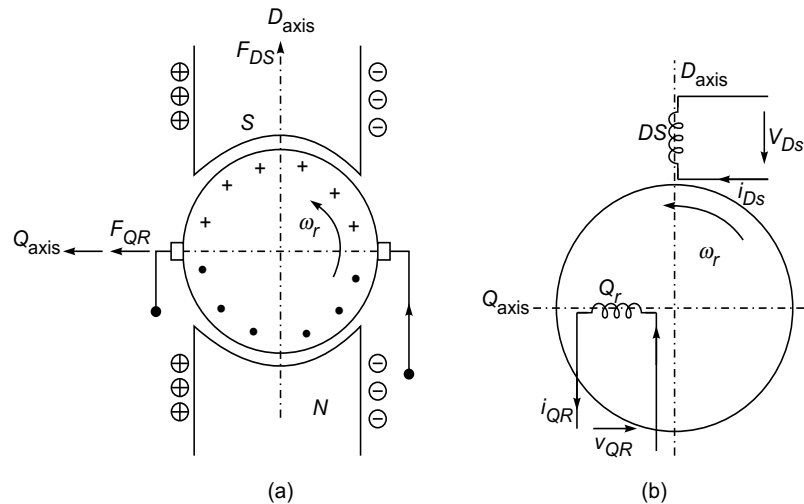 D_axis
F_DS
⊕ ⊖
⊕ ⊖
⊕ ⊖
S
+ + + +
+ +
ω_r
Q_axis
F_QR
⊕ ⊖
⊕ ⊖
⊕ ⊖
N
(a)
D_axis
DS
V_Ds
i_Ds
ω_r
Q_axis
Q_r
i_QR
v_QR
(b)